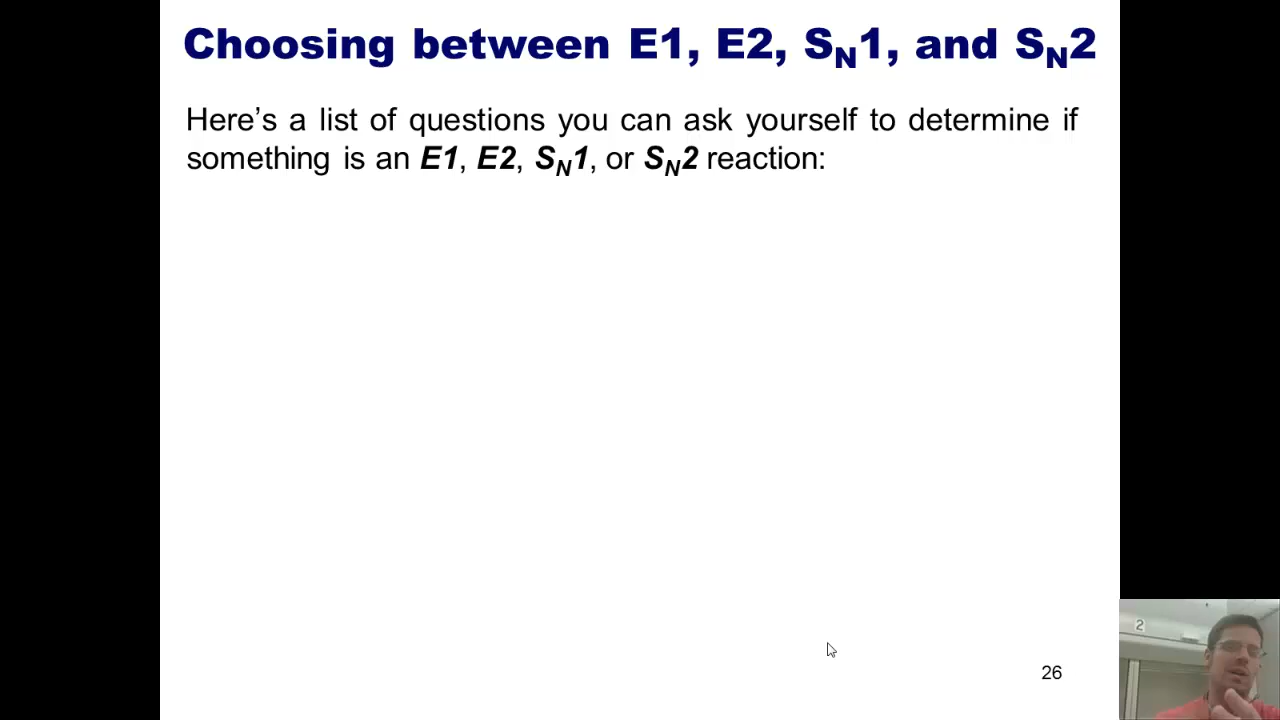 Choosing between E1, E2, SN1, and SN2
Here's a list of questions you can ask yourself to determine if
something is an E1, E2, SN1, or SN2 reaction:
26
2